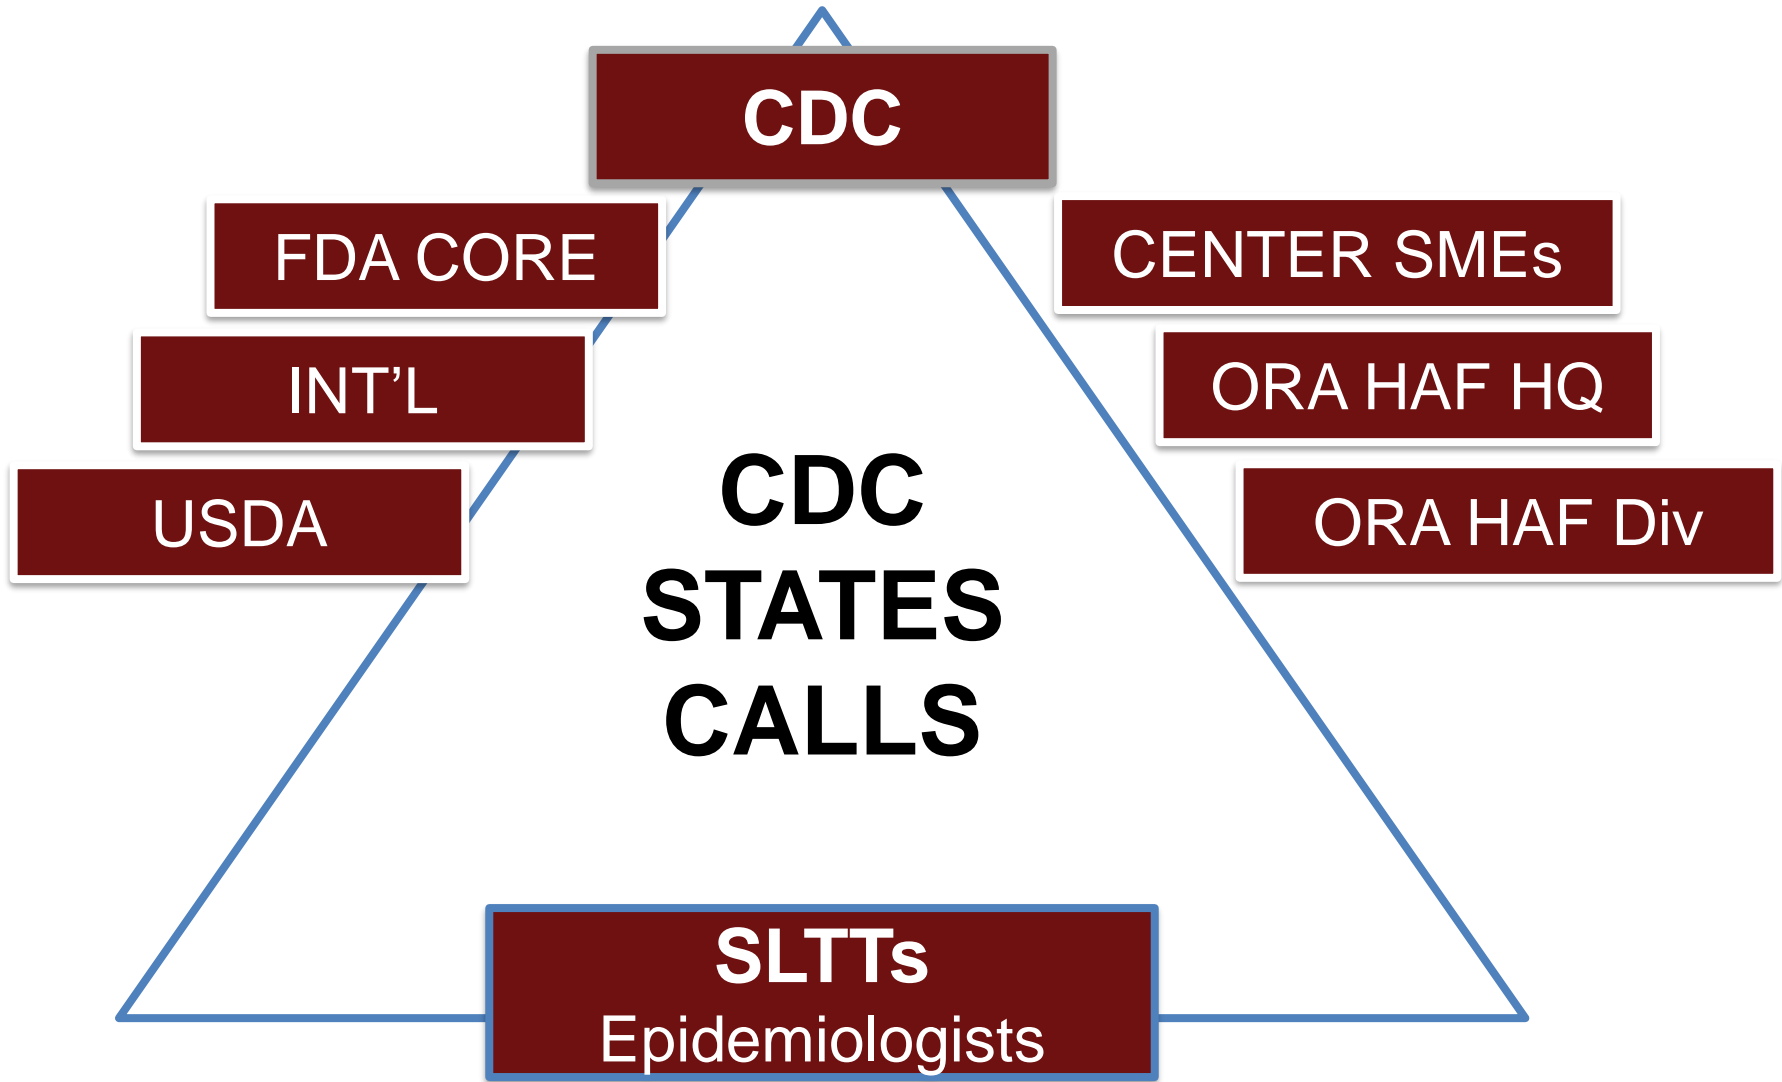 CDC
FDA CORE
INT’L
USDA
CENTER SMEs
ORA HAF HQ
ORA HAF Div
CDC
STATES
CALLS
SLTTs
Epidemiologists